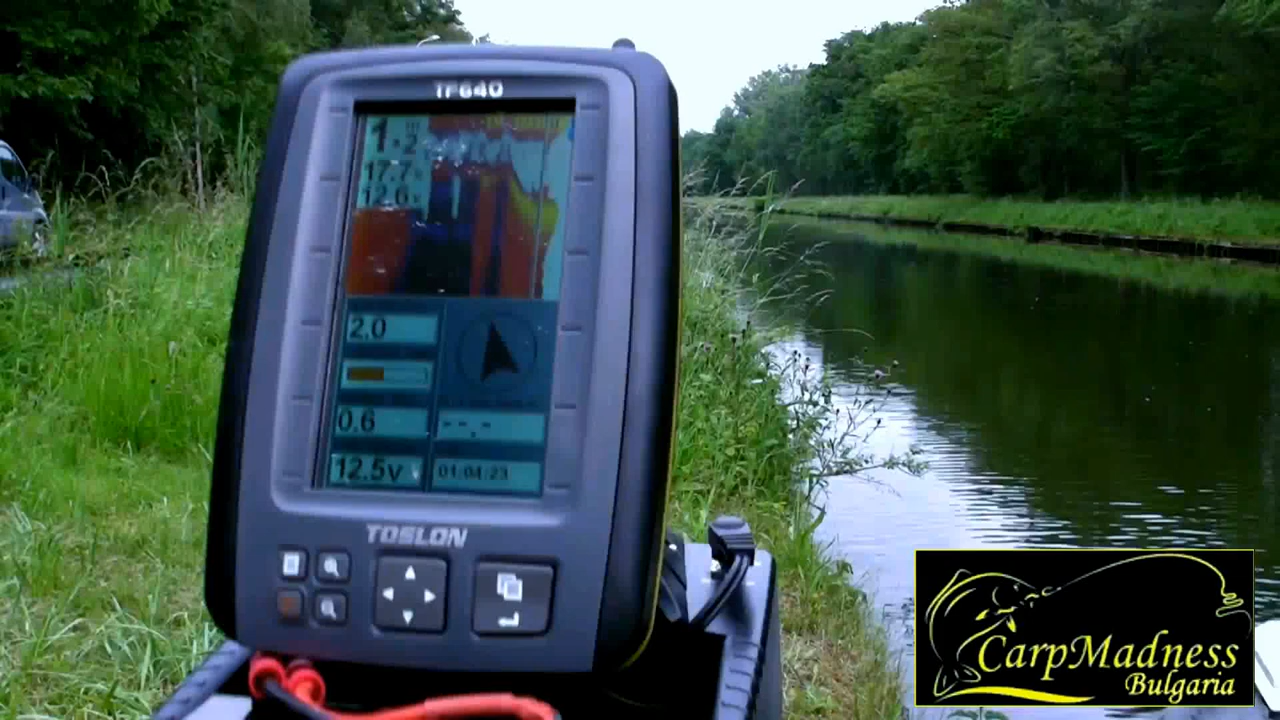 TF640
1.2
17.7
12.6
2.0
0.6
--.-
12.5v
01:04:23
TOSLON
CarpMadness
Bulgaria